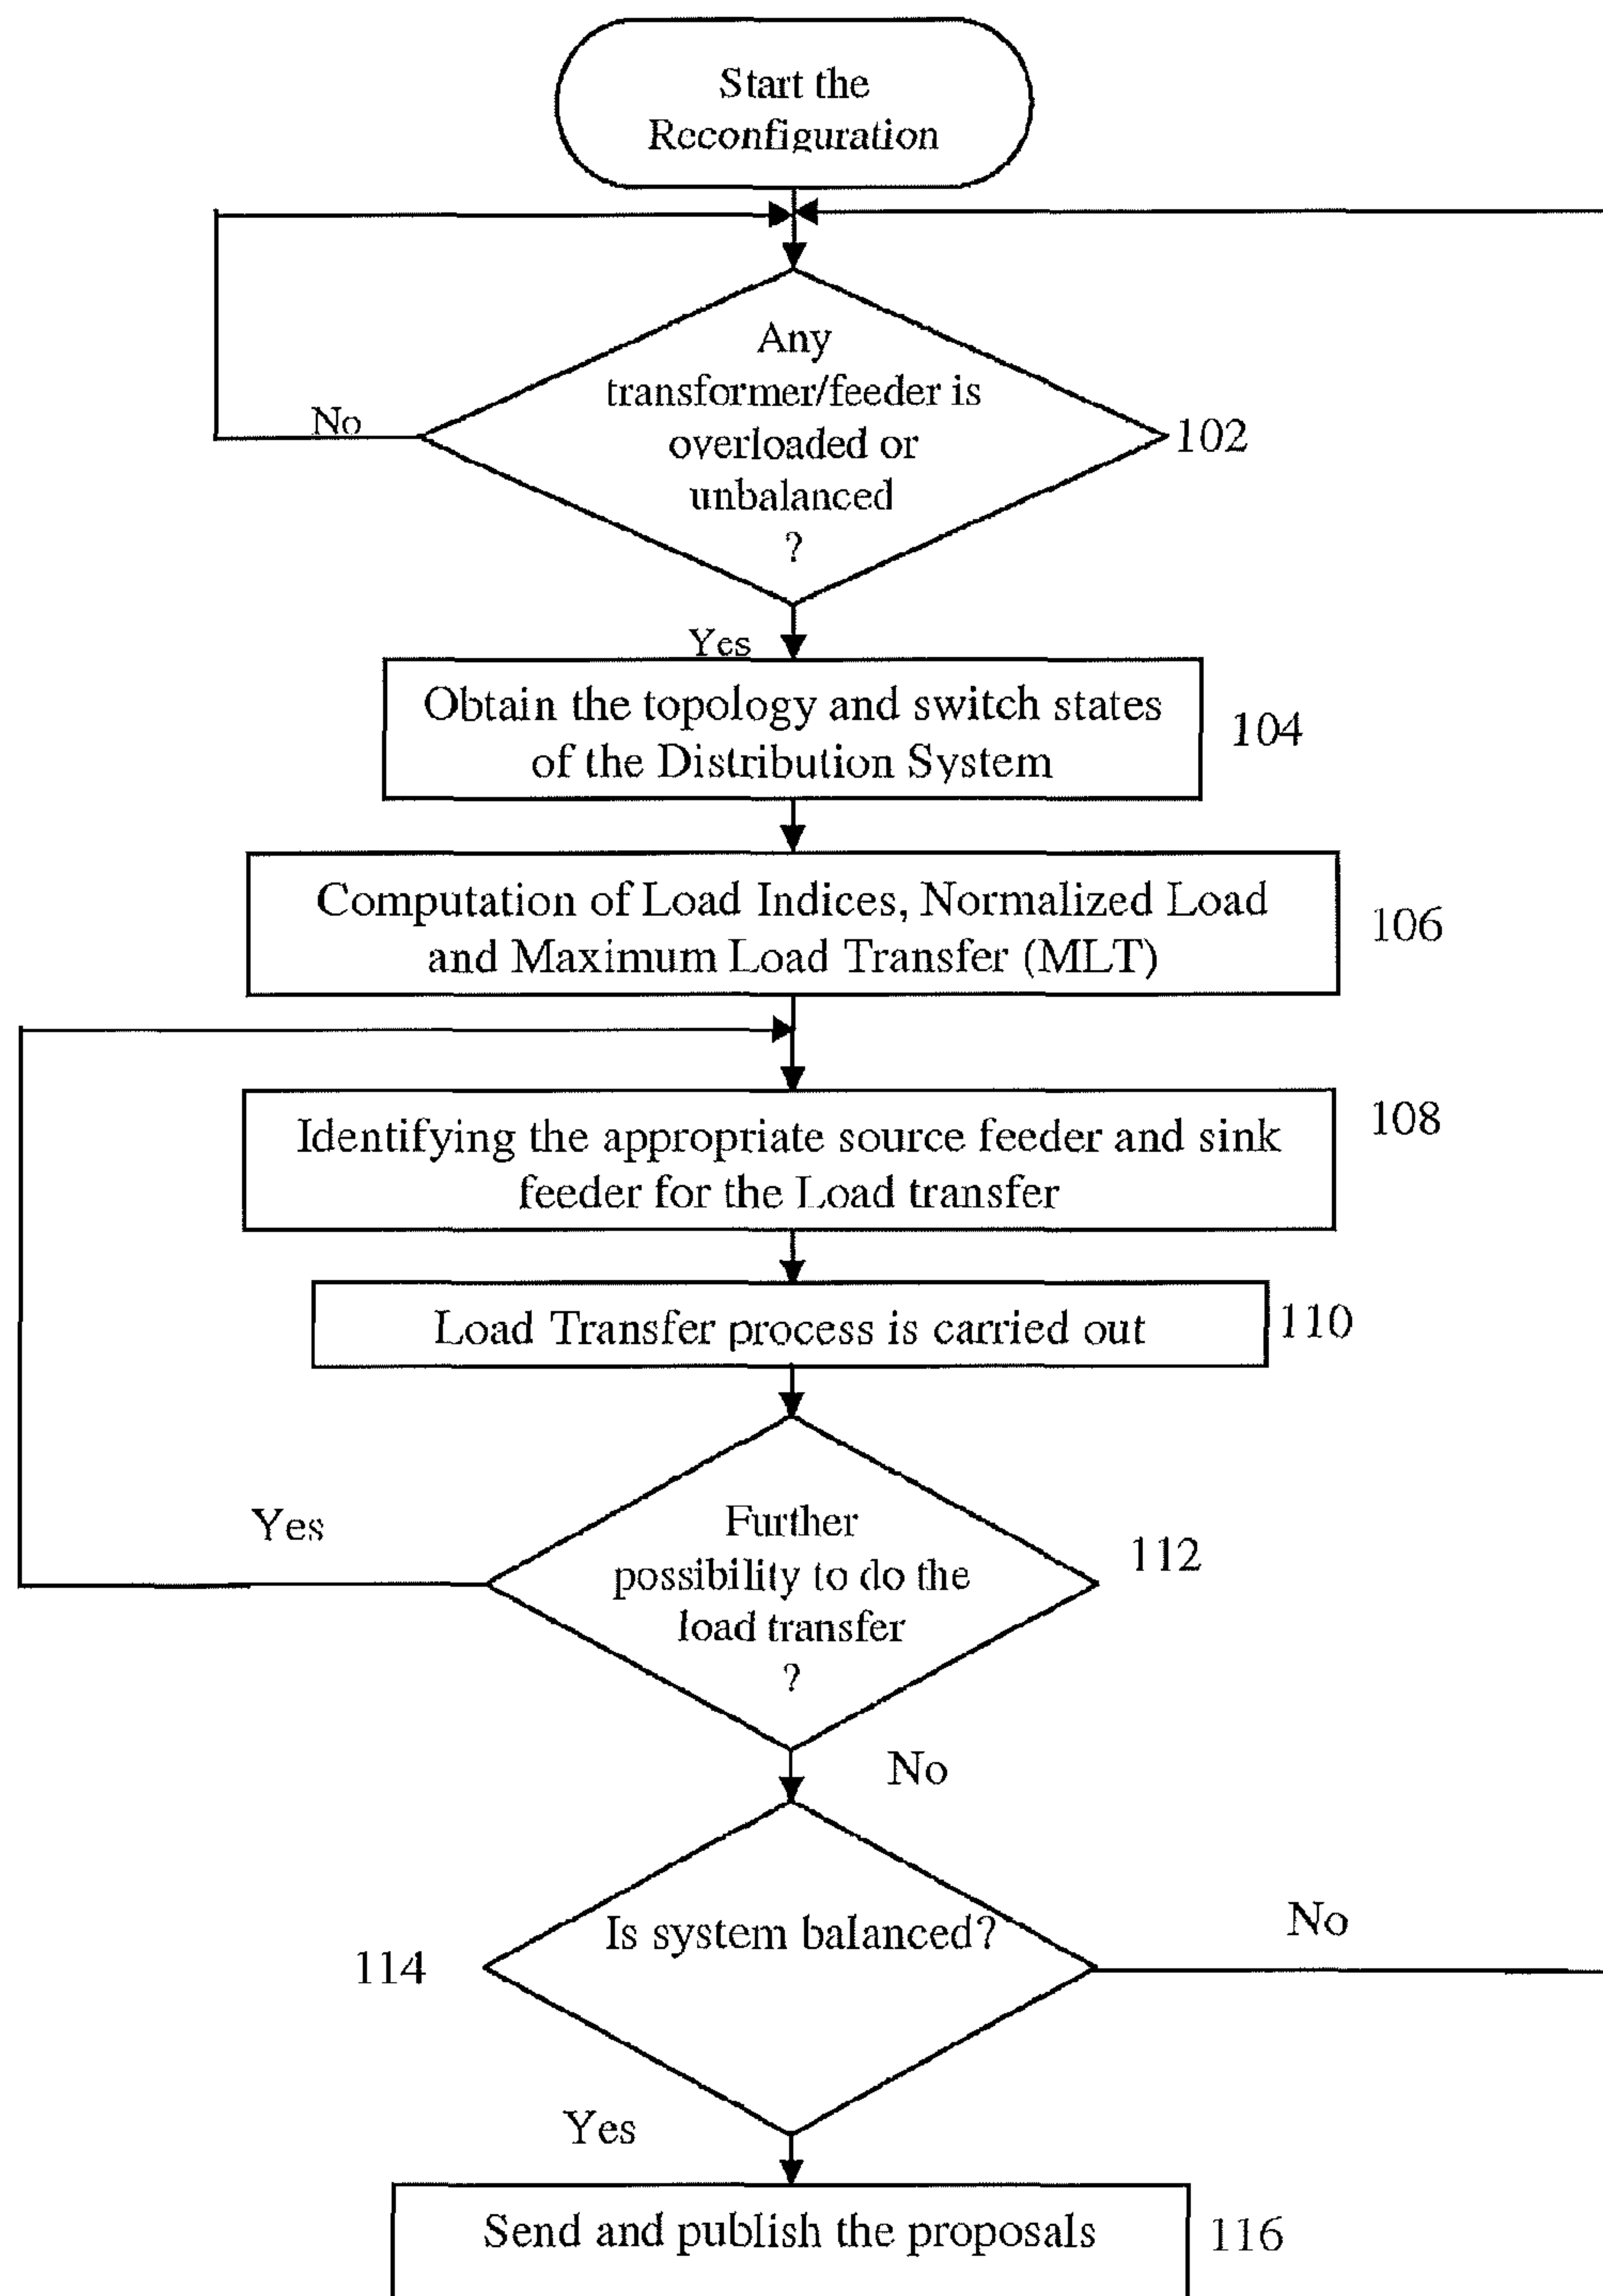 Start the
Reconfiguration
Any
transformer/feeder is
overloaded or
unbalanced
?
No
102
Yes
Obtain the topology and switch states
of the Distribution System
104
Computation of Load Indices, Normalized Load
and Maximum Load Transfer (MLT)
106
Identifying the appropriate source feeder and sink
feeder for the Load transfer
108
Load Transfer process is carried out
110
Further
possibility to do the
load transfer
?
Yes
112
No
Is system balanced?
No
114
Yes
Send and publish the proposals
116